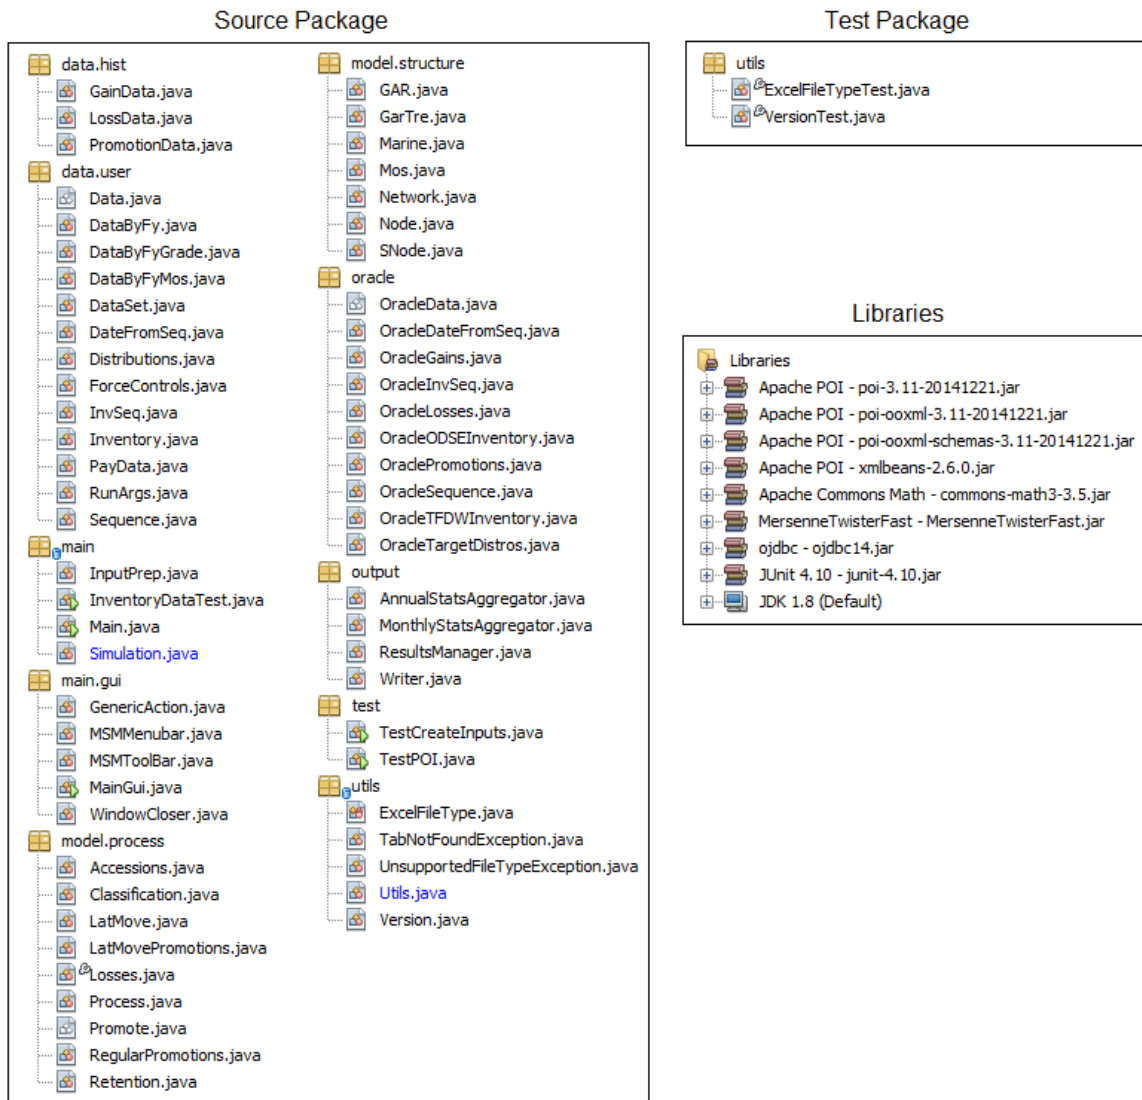 Source Package
data.hist
GainData.java
LossData.java
PromotionData.java
data.user
Data.java
DataByFy.java
DataByFyGrade.java
DataByFyMos.java
DataSet.java
DateFromSeq.java
Distributions.java
ForceControls.java
InvSeq.java
Inventory.java
PayData.java
RunArgs.java
Sequence.java
main
InputPrep.java
InventoryDataTest.java
Main.java
Simulation.java
main.gui
GenericAction.java
MSMMenubar.java
MSMToolBar.java
MainGui.java
WindowCloser.java
model.process
Accessions.java
Classification.java
LatMove.java
LatMovePromotions.java
Losses.java
Process.java
Promote.java
RegularPromotions.java
Retention.java
model.structure
GAR.java
GarTre.java
Marine.java
Mos.java
Network.java
Node.java
SNode.java
oracle
OracleData.java
OracleDateFromSeq.java
OracleGains.java
OracleInvSeq.java
OracleLosses.java
OracleODSEInventory.java
OraclePromotions.java
OracleSequence.java
OracleTFDWInventory.java
OracleTargetDistros.java
output
AnnualStatsAggregator.java
MonthlyStatsAggregator.java
ResultsManager.java
Writer.java
test
TestCreateInputs.java
TestPOI.java
utils
ExcelFileType.java
TabNotFoundException.java
UnsupportedFileTypeException.java
Utils.java
Version.java
Test Package
utils
ExcelFileTypeTest.java
VersionTest.java
Libraries
Libraries
Apache POI - poi-3.11-20141221.jar
Apache POI - poi-ooxml-3.11-20141221.jar
Apache POI - poi-ooxml-schemas-3.11-20141221.jar
Apache POI - xmlbeans-2.6.0.jar
Apache Commons Math - commons-math3-3.5.jar
MersenneTwisterFast - MersenneTwisterFast.jar
ojdbc - ojdbc14.jar
JUnit 4.10 - junit-4.10.jar
JDK 1.8 (Default)